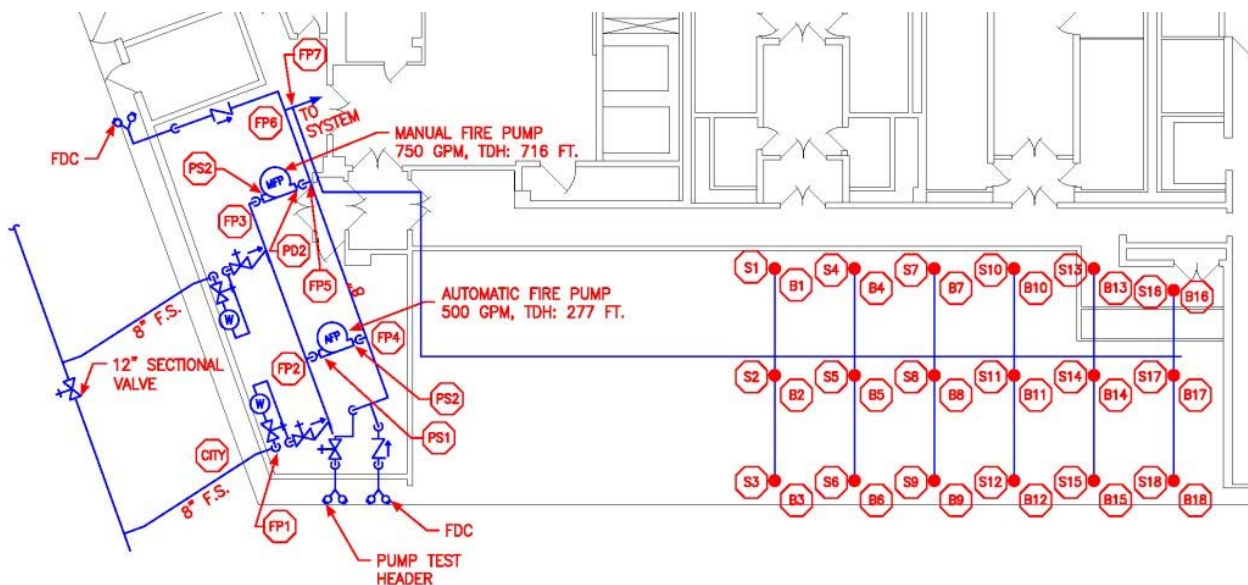 FP7
TO
SYSTEM
FP6
FDC
MANUAL FIRE PUMP
750 GPM, TDH: 716 FT.
PS2
MFP
FP3
PD2
FP5
8"
8" F.S.
W
AUTOMATIC FIRE PUMP
500 GPM, TDH: 277 FT.
AFP
FP4
FP2
12" SECTIONAL
VALVE
PS2
PS1
W
CITY
8" F.S.
FP1
FDC
PUMP TEST
HEADER
S1 S4 S7 S10 S13 S16
B1 B4 B7 B10 B13 B16
S2 S5 S8 S11 S14 S17
B2 B5 B8 B11 B14 B17
S3 S6 S9 S12 S15 S18
B3 B6 B9 B12 B15 B18